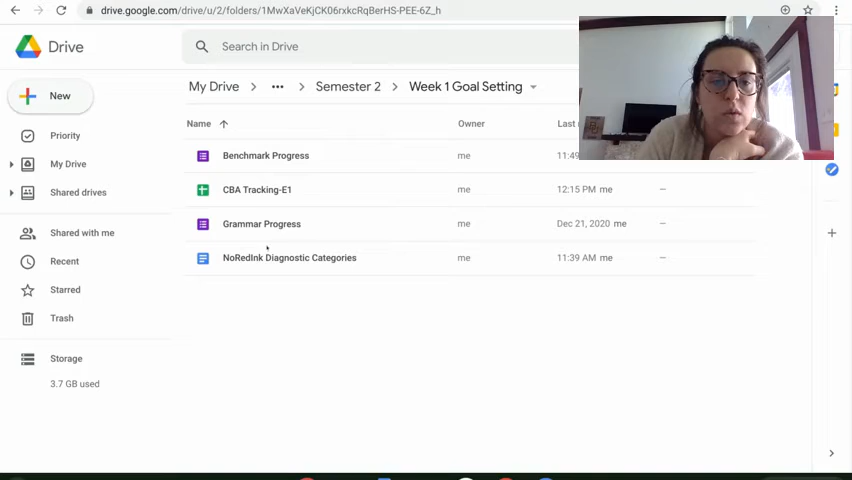 drive.google.com/drive/u/2/folders/1MwXaVeKjCK06rxkcRqBerHS-PEE-6Z_h
Drive
Search in Drive
New
My Drive ••• Semester 2 Week 1 Goal Setting
Name Owner Last
Priority
My Drive
Shared drives
Shared with me
Recent
Starred
Trash
Storage
3.7 GB used
Benchmark Progress me 11:49
CBA Tracking-E1 me 12:15 PM me —
Grammar Progress me Dec 21, 2020 me —
NoRedInk Diagnostic Categories me 11:39 AM me —